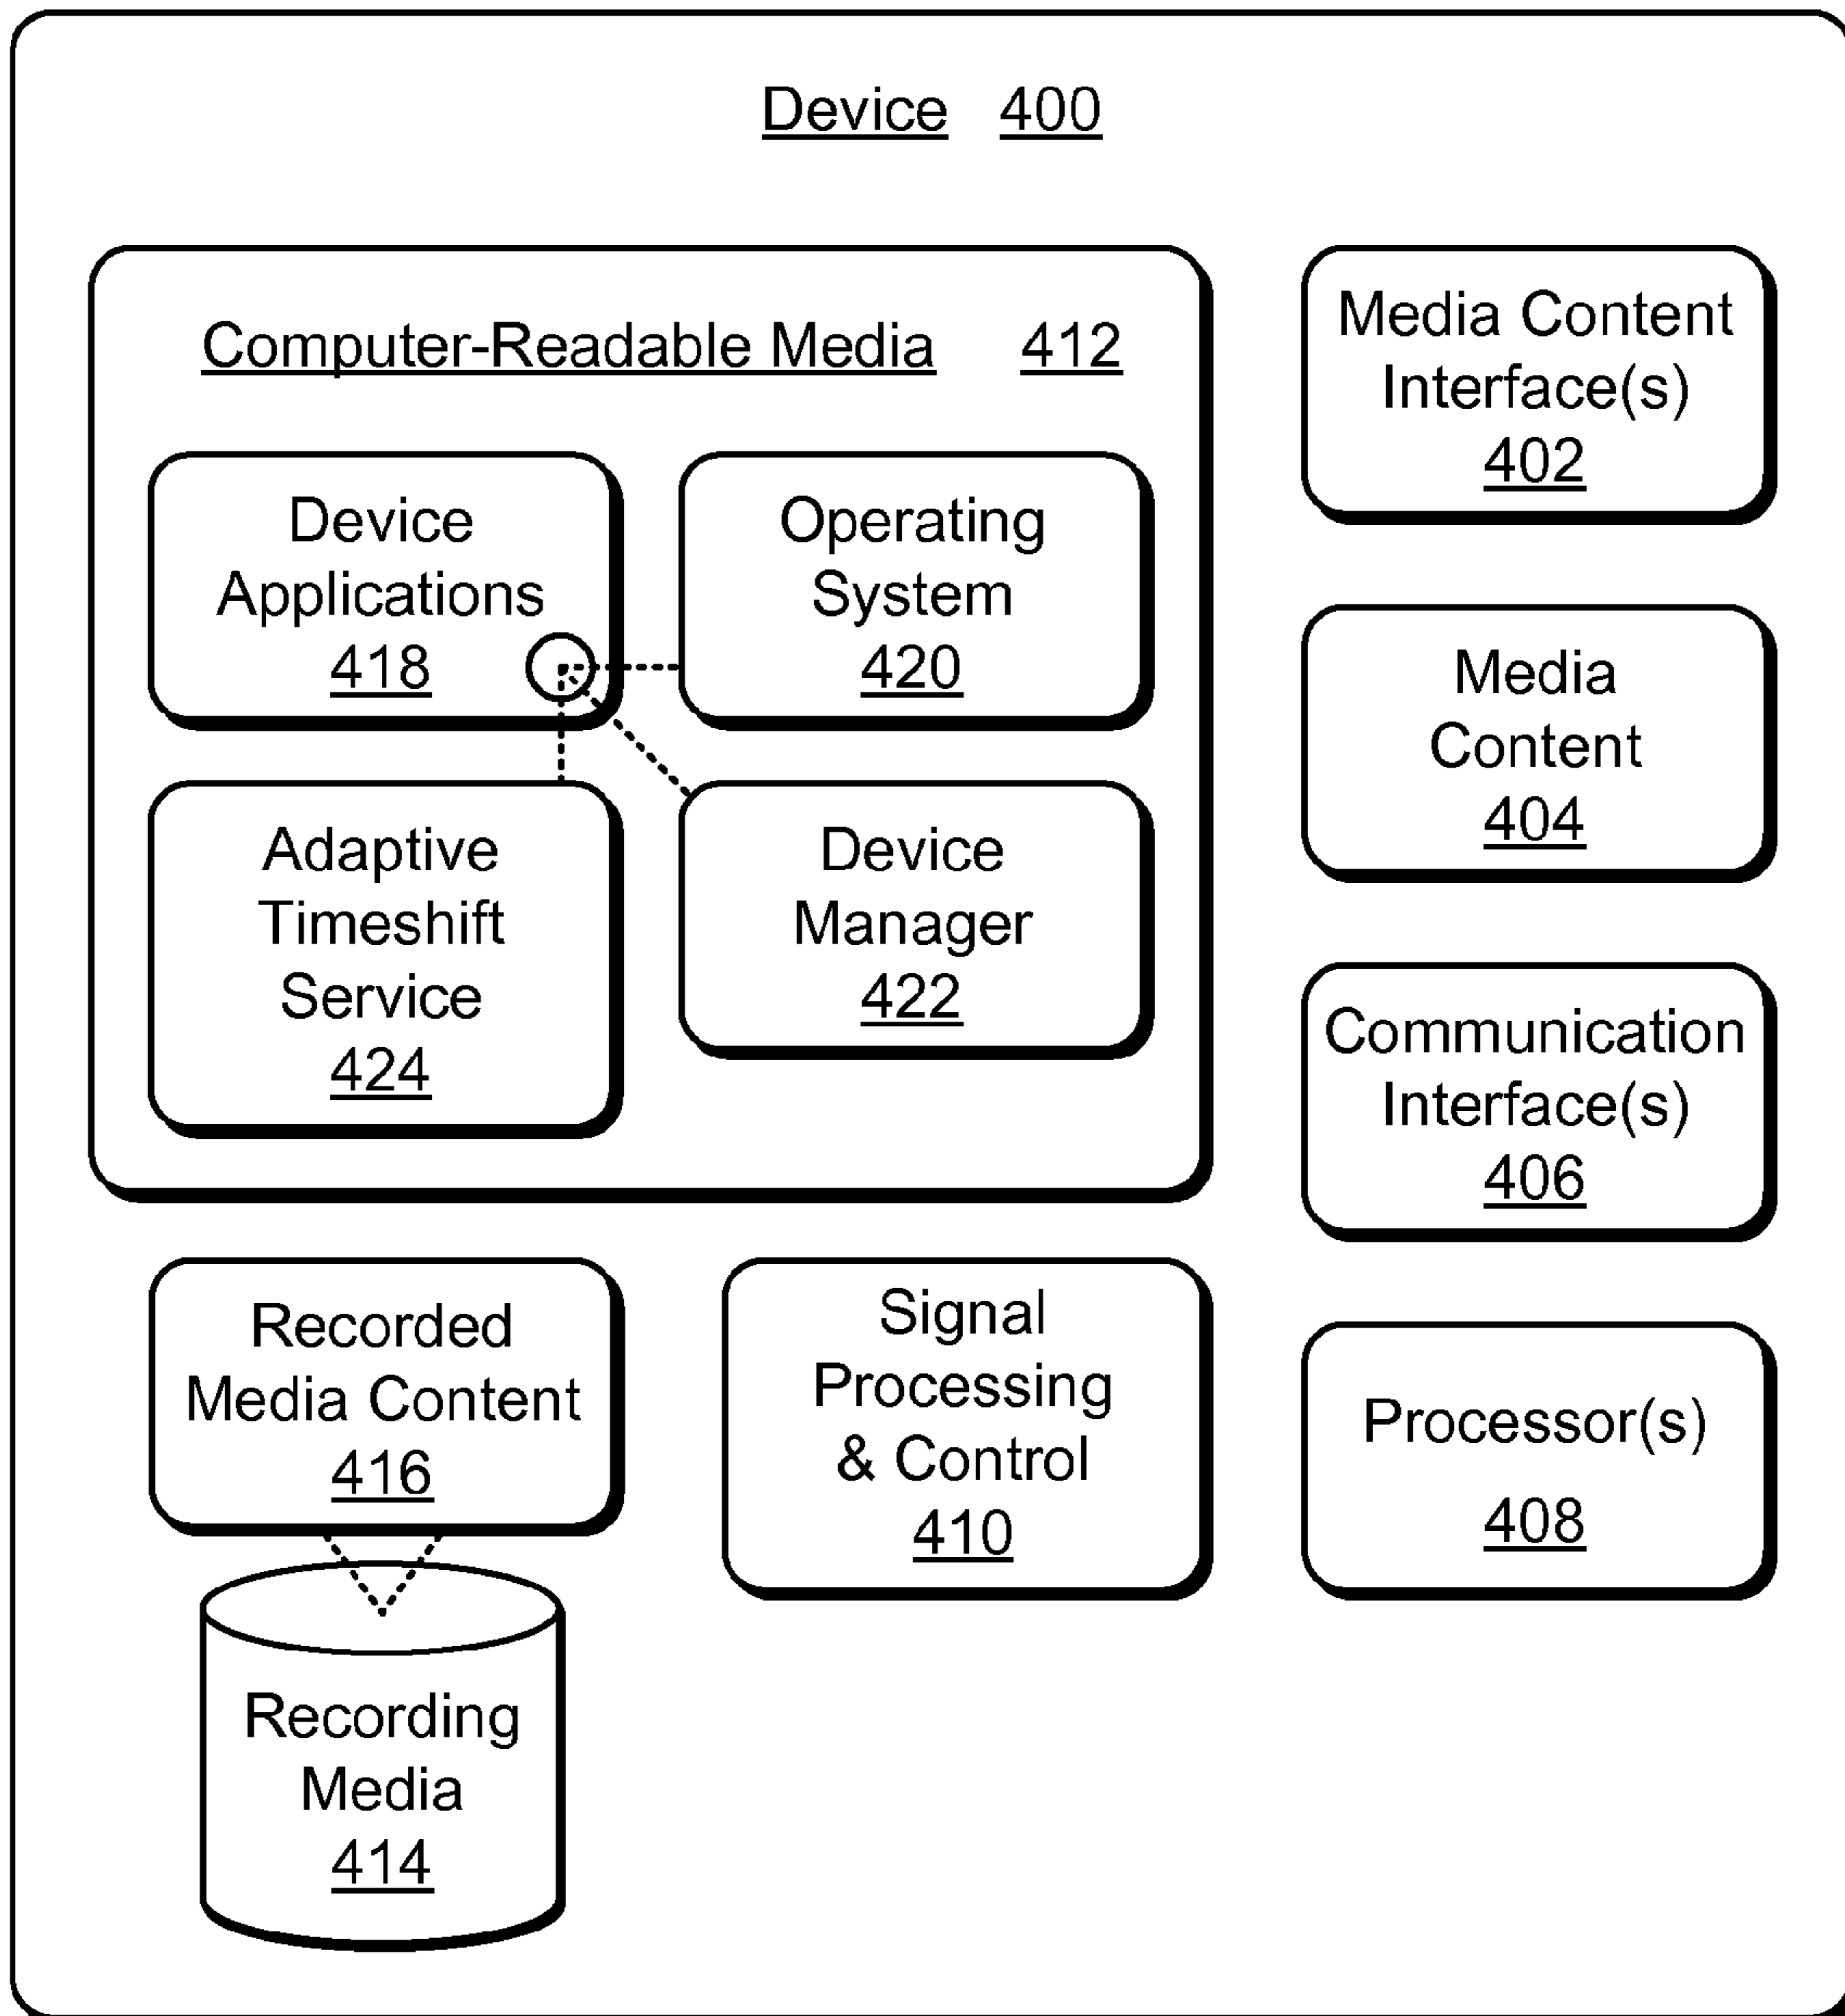 Device 400
Computer-Readable Media 412
Device
Applications
418
Operating
System
420
Adaptive
Timeshift
Service
424
Device
Manager
422
Media Content
Interface(s)
402
Media
Content
404
Communication
Interface(s)
406
Processor(s)
408
Recorded
Media Content
416
Signal
Processing
& Control
410
Recording
Media
414